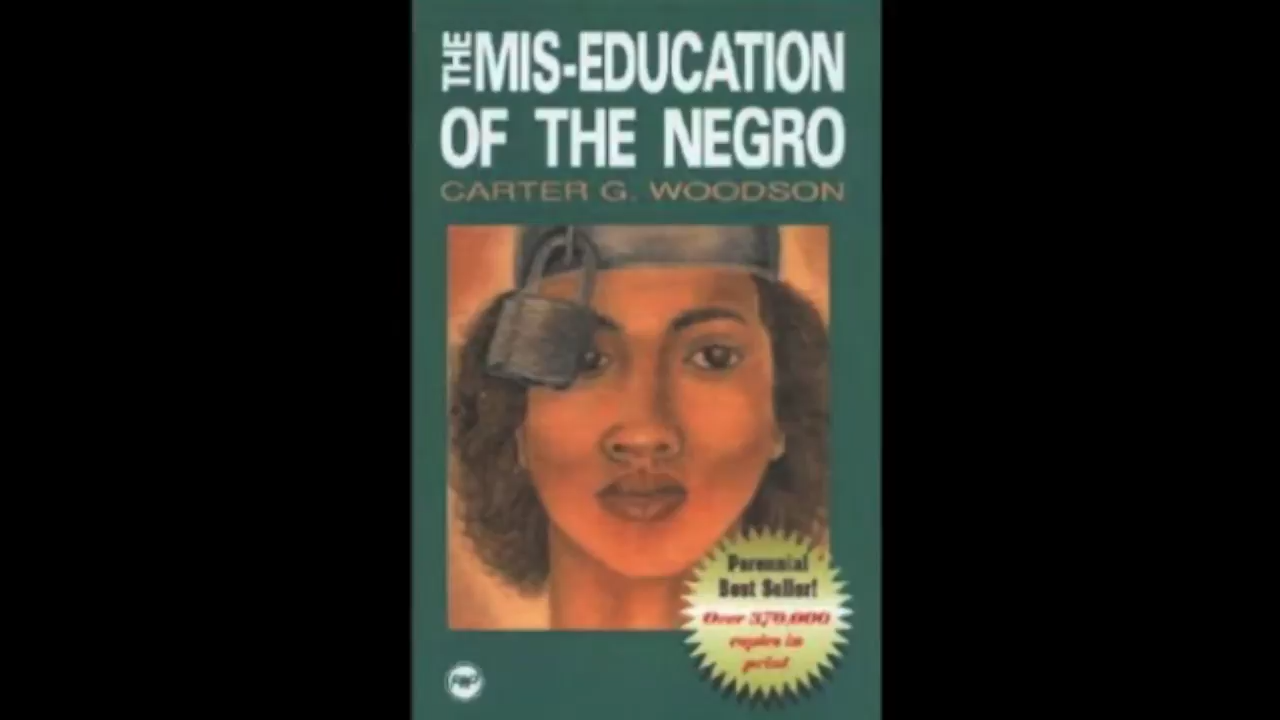 THE MIS-EDUCATION
OF THE NEGRO
CARTER G. WOODSON
Perennial
Best Seller!
Over 370,000
copies in
print